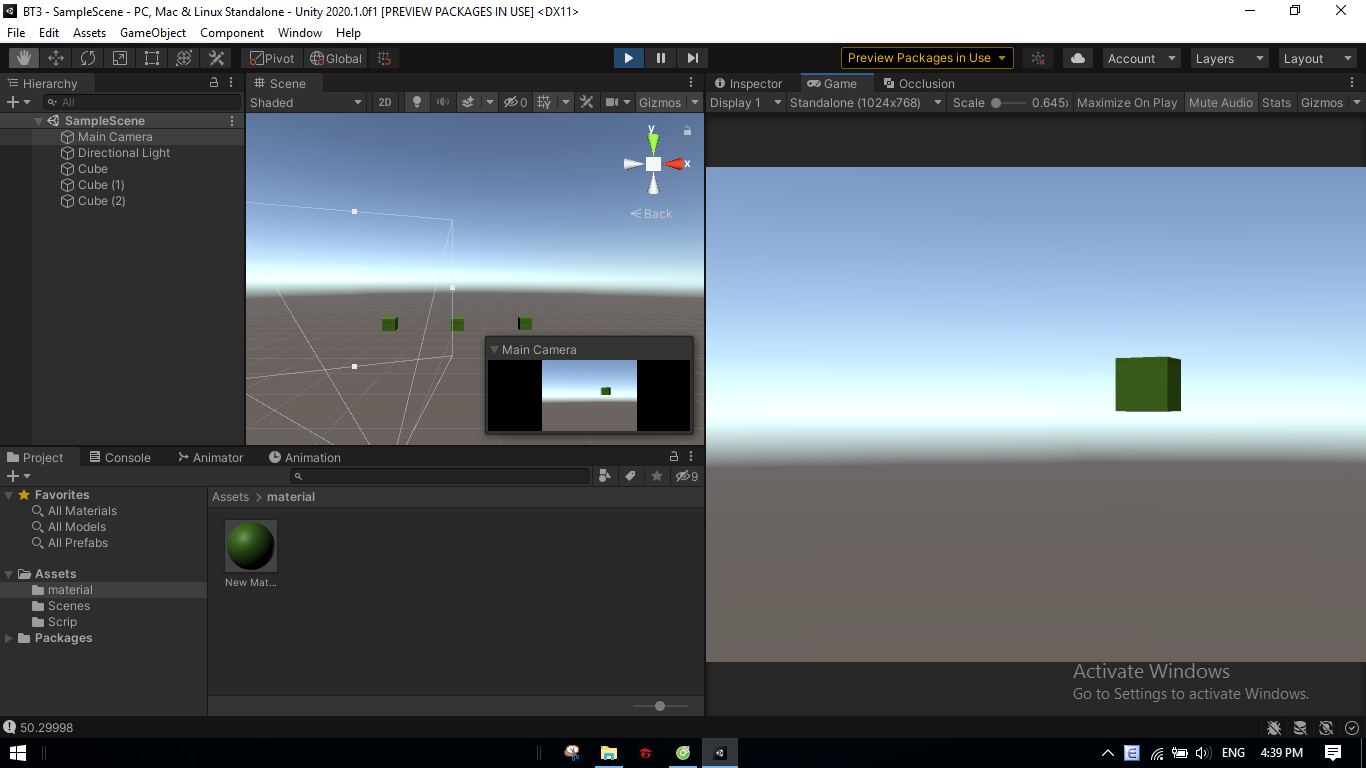 BT3 - SampleScene - PC, Mac & Linux Standalone - Unity 2020.1.0f1 [PREVIEW PACKAGES IN USE] <DX11>
File Edit Assets GameObject Component Window Help
Pivot Global Preview Packages in Use Account Layers Layout
Hierarchy
All
SampleScene
Main Camera
Directional Light
Cube
Cube (1)
Cube (2)
Scene
Shaded 2D 0 Gizmos
y
x
Back
Main Camera
Inspector Game Occlusion
Display 1 Standalone (1024x768) Scale 0.645 Maximize On Play Mute Audio Stats Gizmos
Project Console Animator Animation
9
Favorites
All Materials
All Models
All Prefabs
Assets
material
Scenes
Scrip
Packages
Assets > material
New Mat...
Activate Windows
Go to Settings to activate Windows.
50.29998
ENG 4:39 PM